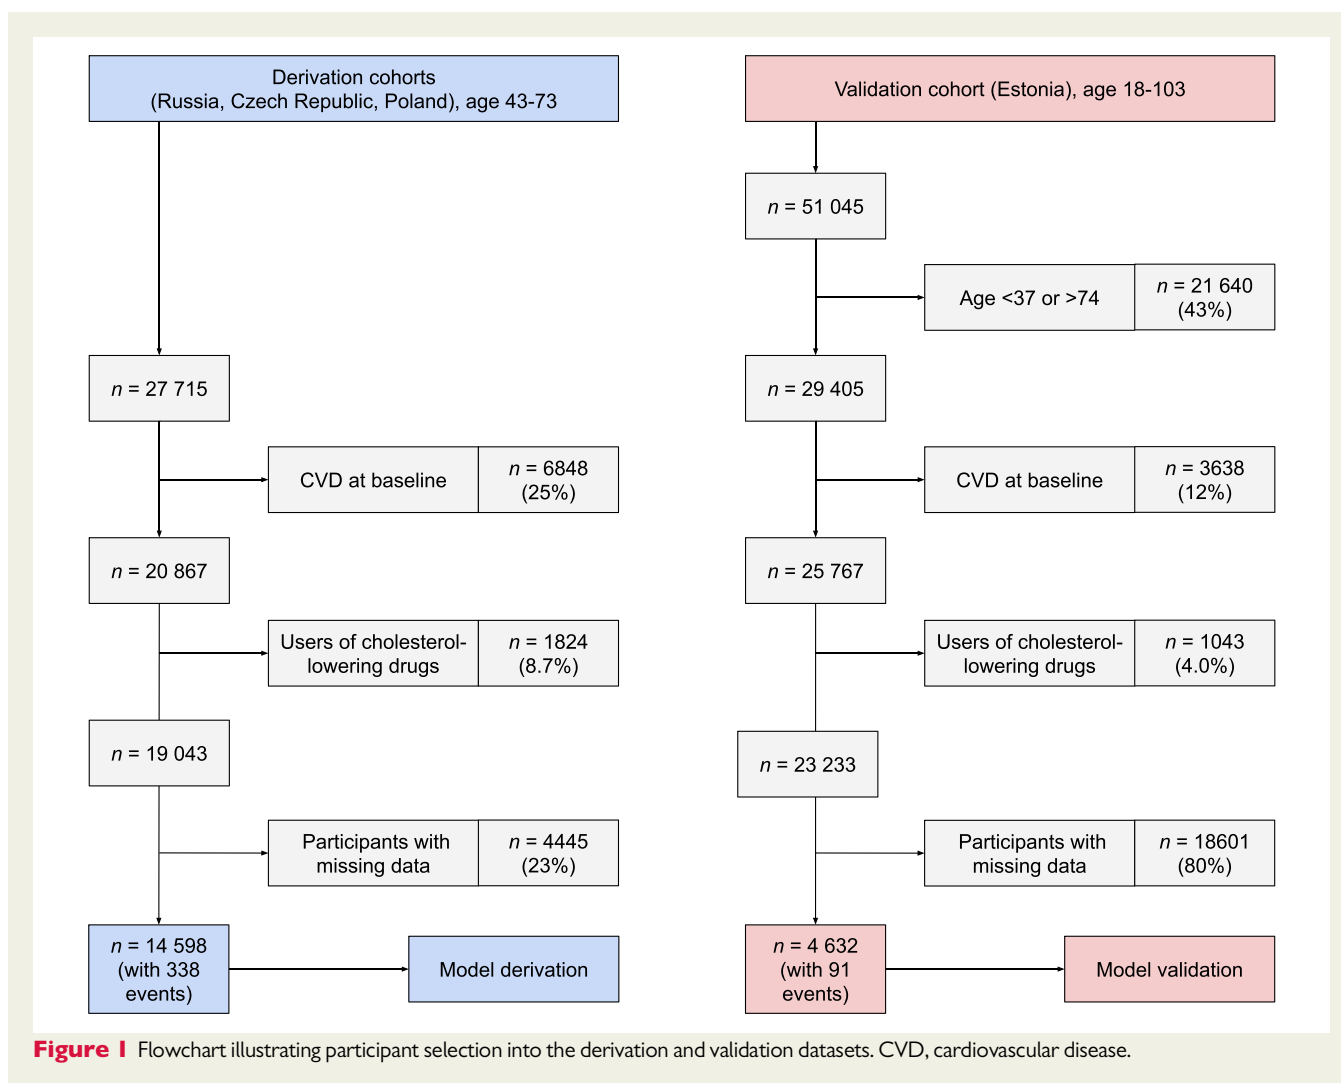 Derivation cohorts
(Russia, Czech Republic, Poland), age 43-73
n = 27 715
CVD at baseline
n = 6848
(25%)
n = 20 867
Users of cholesterol-
lowering drugs
n = 1824
(8.7%)
n = 19 043
Participants with
missing data
n = 4445
(23%)
n = 14 598
(with 338
events)
Model derivation
Validation cohort (Estonia), age 18-103
n = 51 045
Age <37 or >74
n = 21 640
(43%)
n = 29 405
CVD at baseline
n = 3638
(12%)
n = 25 767
Users of cholesterol-
lowering drugs
n = 1043
(4.0%)
n = 23 233
Participants with
missing data
n = 18601
(80%)
n = 4 632
(with 91
events)
Model validation
Figure 1 Flowchart illustrating participant selection into the derivation and validation datasets. CVD, cardiovascular disease.